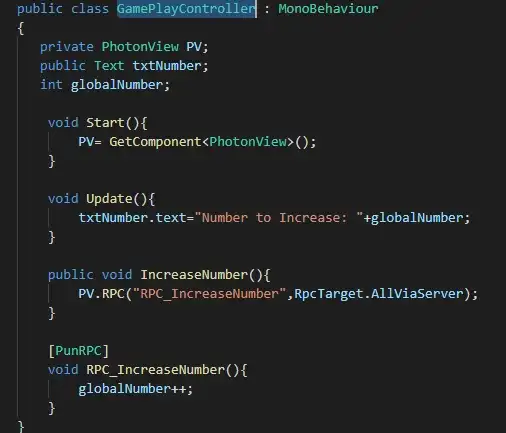 public class GamePlayController : MonoBehaviour
{
private PhotonView PV;
public Text txtNumber;
int globalNumber;
void Start(){
PV= GetComponent<PhotonView>();
}
void Update(){
txtNumber.text="Number to Increase: "+globalNumber;
}
public void IncreaseNumber(){
PV.RPC("RPC_IncreaseNumber",RpcTarget.AllViaServer);
}
[PunRPC]
void RPC_IncreaseNumber(){
globalNumber++;
}
}